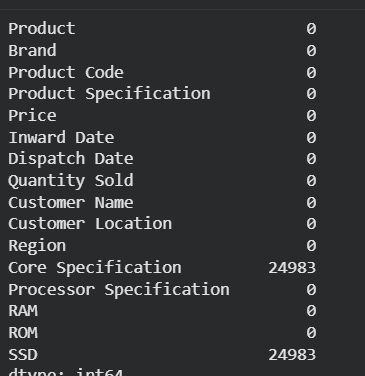 Product 0
Brand 0
Product Code 0
Product Specification 0
Price 0
Inward Date 0
Dispatch Date 0
Quantity Sold 0
Customer Name 0
Customer Location 0
Region 0
Core Specification 24983
Processor Specification 0
RAM 0
ROM 0
SSD 24983
dtype: int64